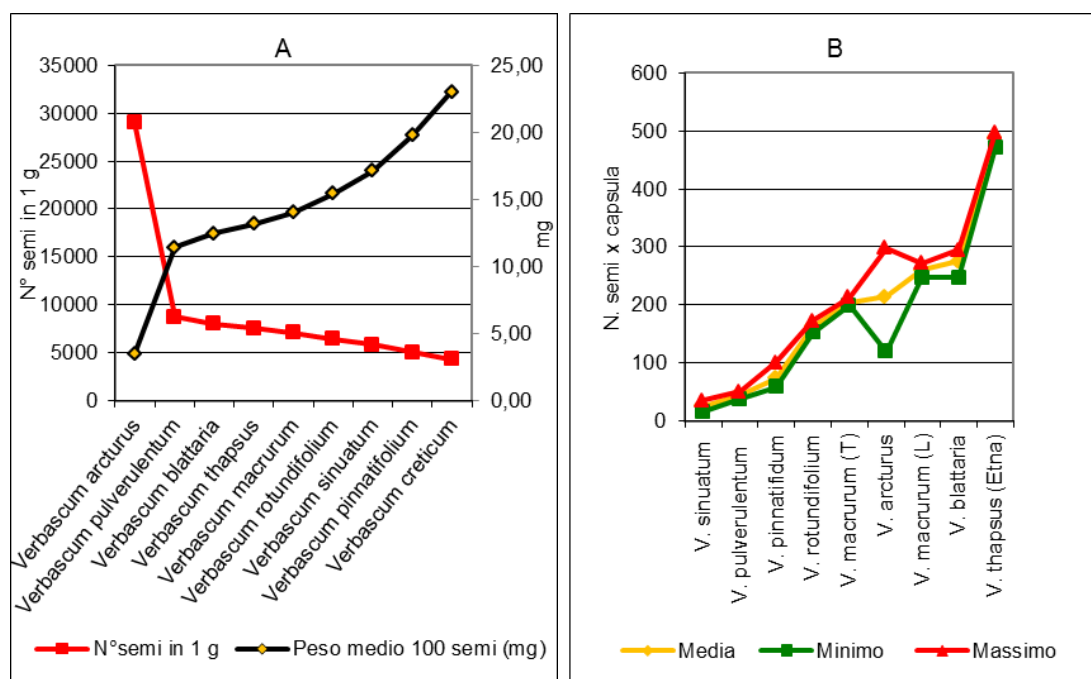 A
N° semi in 1 g
35000
30000
25000
20000
15000
10000
5000
0
25,00
20,00
15,00
10,00
5,00
0,00
mg
Verbascum arcturus
Verbascum pulverulentum
Verbascum blattaria
Verbascum thapsus
Verbascum macrurum
Verbascum rotundifolium
Verbascum sinuatum
Verbascum pinnatifolium
Verbascum creticum
N°semi in 1 g
Peso medio 100 semi (mg)
B
N. semi x capsula
600
500
400
300
200
100
0
V. sinuatum
V. pulverulentum
V. pinnatifidum
V. rotundifolium
V. macrurum (T)
V. arcturus
V. macrurum (L)
V. blattaria
V. thapsus (Etna)
Media
Minimo
Massimo